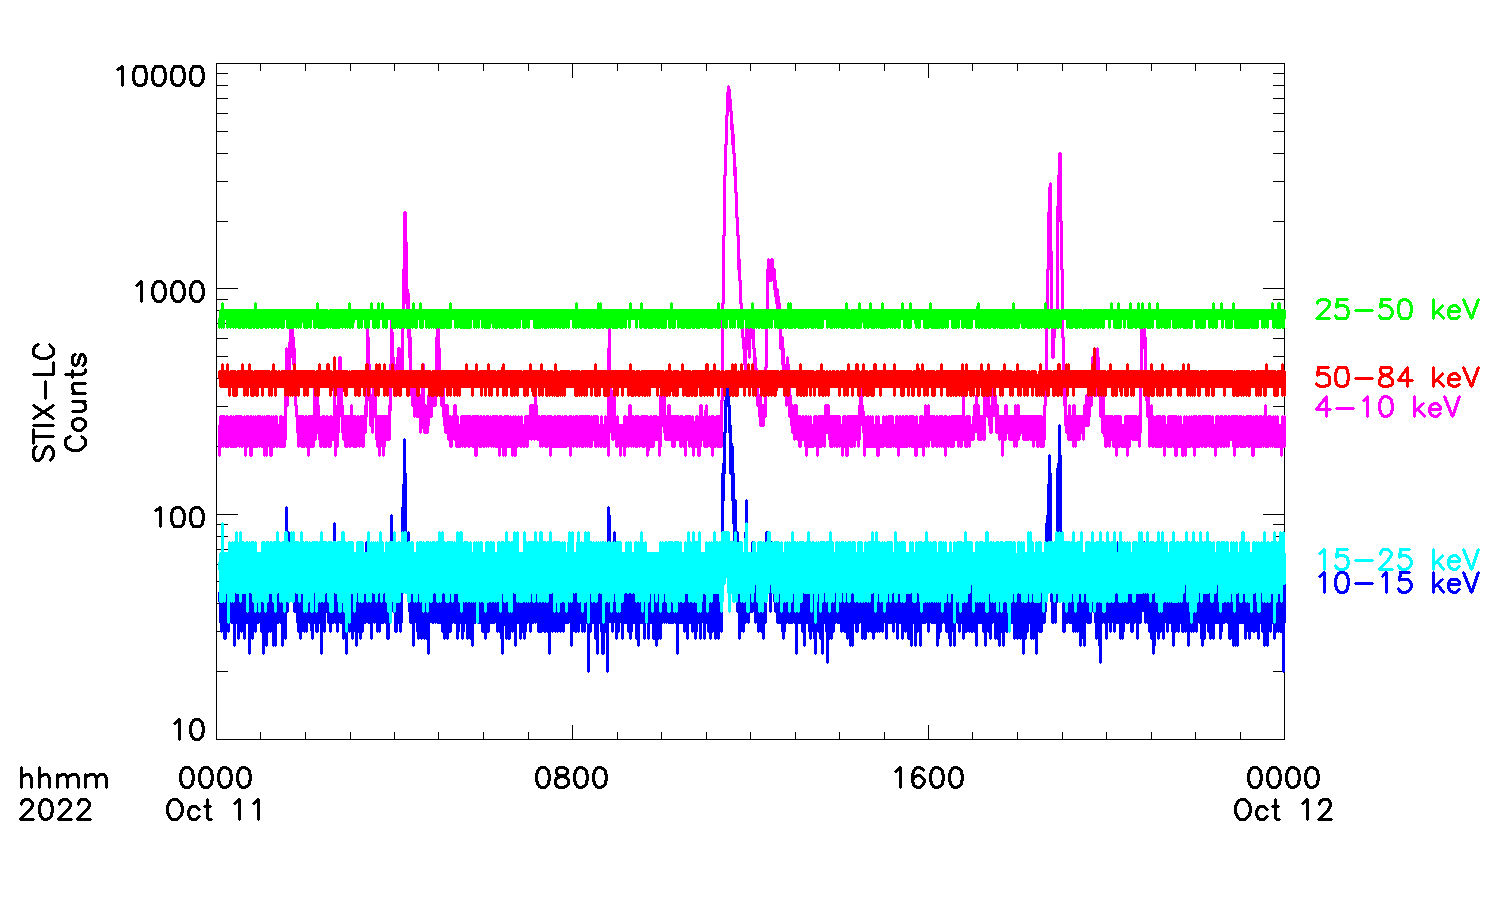 10000
1000
100
10
STIX-LC
Counts
25-50 keV
50-84 keV
4-10 keV
15-25 keV
10-15 keV
hhmm 0000 0800 1600 0000
2022 Oct 11 Oct 12